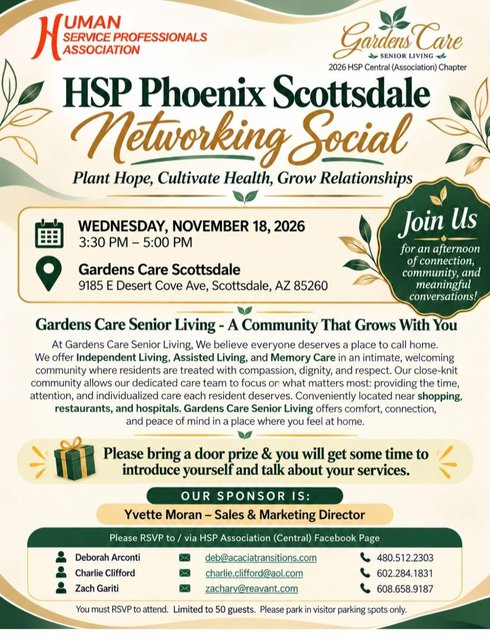 HUMAN
SERVICE PROFESSIONALS
ASSOCIATION
Gardens Care
SENIOR LIVING
2026 HSP Central (Association) Chapter
HSP Phoenix Scottsdale
Networking Social
Plant Hope, Cultivate Health, Grow Relationships
WEDNESDAY, NOVEMBER 18, 2026
3:30 PM – 5:00 PM
Gardens Care Scottsdale
9185 E Desert Cove Ave, Scottsdale, AZ 85260
Join Us
for an afternoon
of connection,
community, and
meaningful
conversations!
Gardens Care Senior Living - A Community That Grows With You
At Gardens Care Senior Living, We believe everyone deserves a place to call home.
We offer Independent Living, Assisted Living, and Memory Care in an intimate, welcoming
community where residents are treated with compassion, dignity, and respect. Our close-knit
community allows our dedicated care team to focus on what matters most: providing the time,
attention, and individualized care each resident deserves. Conveniently located near shopping,
restaurants, and hospitals. Gardens Care Senior Living offers comfort, connection,
and peace of mind in a place where you feel at home.
Please bring a door prize & you will get some time to
introduce yourself and talk about your services.
OUR SPONSOR IS:
Yvette Moran – Sales & Marketing Director
Please RSVP to / via HSP Association (Central) Facebook Page
Deborah Arconti deb@acaciatransitions.com 480.512.2303
Charlie Clifford charlie.clifford@aol.com 602.284.1831
Zach Gariti zachary@reavant.com 608.658.9187
You must RSVP to attend. Limited to 50 guests. Please park in visitor parking spots only.